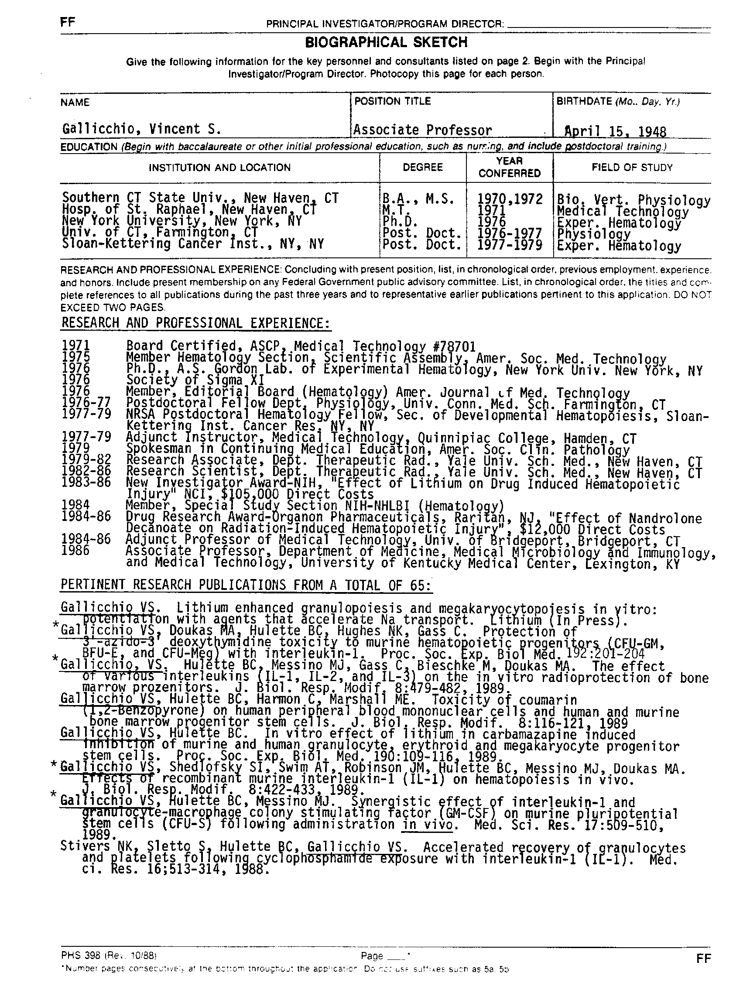 FF
PRINCIPAL INVESTIGATOR/PROGRAM DIRECTOR:
BIOGRAPHICAL SKETCH
Give the following information for the key personnel and consultants listed on page 2. Begin with the Principal
Investigator/Program Director. Photocopy this page for each person.
NAME POSITION TITLE BIRTHDATE (Mo., Day, Yr.)
Gallicchio, Vincent S. Associate Professor April 15, 1948
EDUCATION (Begin with baccalaureate or other initial professional education, such as nursing, and include postdoctoral training.)
INSTITUTION AND LOCATION DEGREE YEAR CONFERRED FIELD OF STUDY
Southern CT State Univ., New Haven, CT B.A., M.S. 1970,1972 Bio. Vert. Physiology
Hosp. of St. Raphael, New Haven, CT M.T. 1971 Medical Technology
New York University, New York, NY Ph.D. 1976 Exper. Hematology
Univ. of CT, Farmington, CT Post. Doct. 1976-1977 Physiology
Sloan-Kettering Cancer Inst., NY, NY Post. Doct. 1977-1979 Exper. Hematology
RESEARCH AND PROFESSIONAL EXPERIENCE: Concluding with present position, list, in chronological order, previous employment, experience,
and honors. Include present membership on any Federal Government public advisory committee. List, in chronological order, the titles and com-
plete references to all publications during the past three years and to representative earlier publications pertinent to this application. DO NOT
EXCEED TWO PAGES.
RESEARCH AND PROFESSIONAL EXPERIENCE:
1971 Board Certified, ASCP, Medical Technology #78701
1975 Member Hematology Section, Scientific Assembly, Amer. Soc. Med. Technology
1976 Ph.D., A.S. Gordon Lab. of Experimental Hematology, New York Univ. New York, NY
1976 Society of Sigma XI
1976 Member, Editorial Board (Hematology) Amer. Journal of Med. Technology
1976-77 Postdoctoral Fellow Dept. Physiology, Univ. Conn. Med. Sch. Farmington, CT
1977-79 NRSA Postdoctoral Hematology Fellow, Sec. of Developmental Hematopoiesis, Sloan-
Kettering Inst. Cancer Res. NY, NY
1977-79 Adjunct Instructor, Medical Technology, Quinnipiac College, Hamden, CT
1979 Spokesman in Continuing Medical Education, Amer. Soc. Clin. Pathology
1979-82 Research Associate, Dept. Therapeutic Rad., Yale Univ. Sch. Med., New Haven, CT
1982-86 Research Scientist, Dept. Therapeutic Rad., Yale Univ. Sch. Med., New Haven, CT
1983-86 New Investigator Award-NIH, "Effect of Lithium on Drug Induced Hematopoietic
Injury" NCI, $105,000 Direct Costs
1984 Member, Special Study Section NIH-NHLBI (Hematology)
1984-86 Drug Research Award-Organon Pharmaceuticals, Raritan, NJ, "Effect of Nandrolone
Decanoate on Radiation-Induced Hematopoietic Injury", $12,000 Direct Costs
1984-86 Adjunct Professor of Medical Technology, Univ. of Bridgeport, Bridgeport, CT
1986 Associate Professor, Department of Medicine, Medical Microbiology and Immunology,
and Medical Technology, University of Kentucky Medical Center, Lexington, KY
PERTINENT RESEARCH PUBLICATIONS FROM A TOTAL OF 65:
Gallicchio VS. Lithium enhanced granulopoiesis and megakaryocytopoiesis in vitro:
potentiation with agents that accelerate Na transport. Lithium (In Press).
*Gallicchio VS, Doukas MA, Hulette BC, Hughes NK, Gass C. Protection of
3'-azido-3' deoxythymidine toxicity to murine hematopoietic progenitors (CFU-GM,
BFU-E, and CFU-Meg) with interleukin-1. Proc. Soc. Exp. Biol Med. 192:201-204
*Gallicchio, VS. Hulette BC, Messino MJ, Gass C, Bieschke M, Doukas MA. The effect
of various interleukins (IL-1, IL-2, and IL-3) on the in vitro radioprotection of bone
marrow prozenitors. J. Biol. Resp. Modif. 8:479-482, 1989.
Gallicchio VS, Hulette BC, Harmon C, Marshall ME. Toxicity of coumarin
(1,2-Benzopyrone) on human peripheral blood mononuclear cells and human and murine
bone marrow progenitor stem cells. J. Biol. Resp. Modif. 8:116-121, 1989
Gallicchio VS, Hulette BC. In vitro effect of lithium in carbamazapine induced
inhibition of murine and human granulocyte, erythroid and megakaryocyte progenitor
stem cells. Proc. Soc. Exp. Biol. Med. 190:109-116, 1989.
*Gallicchio VS, Shedlofsky SI, Swim AT, Robinson JM, Hulette BC, Messino MJ, Doukas MA.
Effects of recombinant murine interleukin-1 (IL-1) on hematopoiesis in vivo.
J. Biol. Resp. Modif. 8:422-433, 1989.
*Gallicchio VS, Hulette BC, Messino MJ. Synergistic effect of interleukin-1 and
granulocyte-macrophage colony stimulating factor (GM-CSF) on murine pluripotential
stem cells (CFU-S) following administration in vivo. Med. Sci. Res. 17:509-510,
1989.
Stivers NK, Sletto S, Hulette BC, Gallicchio VS. Accelerated recovery of granulocytes
and platelets following cyclophosphamide exposure with interleukin-1 (IL-1). Med.
ci. Res. 16;513-314, 1988.
PHS 398 (Rev. 10/88) Page ___* FF
*Number pages consecutively at the bottom throughout the application. Do not use suffixes such as 5a, 5b.